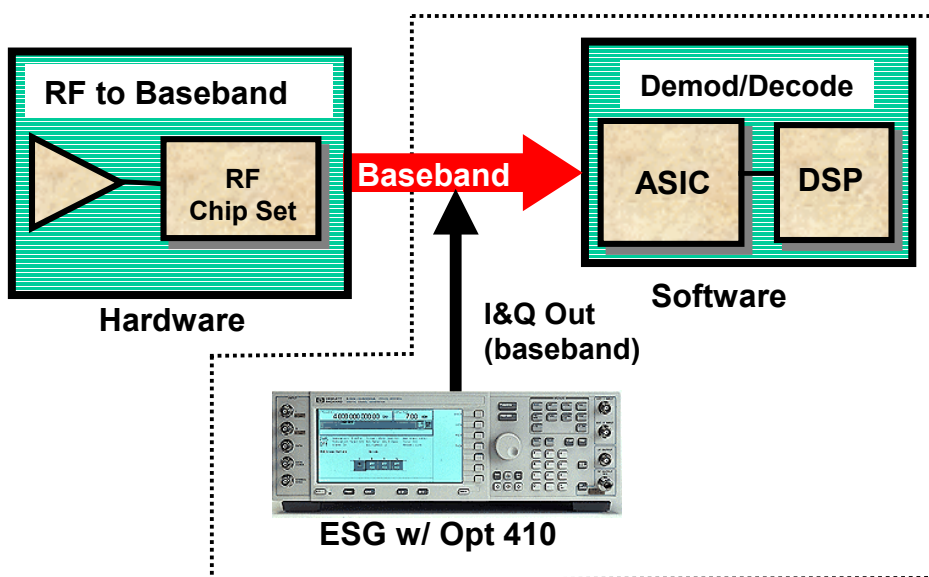 RF to Baseband
RF
Chip Set
Hardware
Baseband
Demod/Decode
ASIC
DSP
Software
I&Q Out
(baseband)
ESG w/ Opt 410